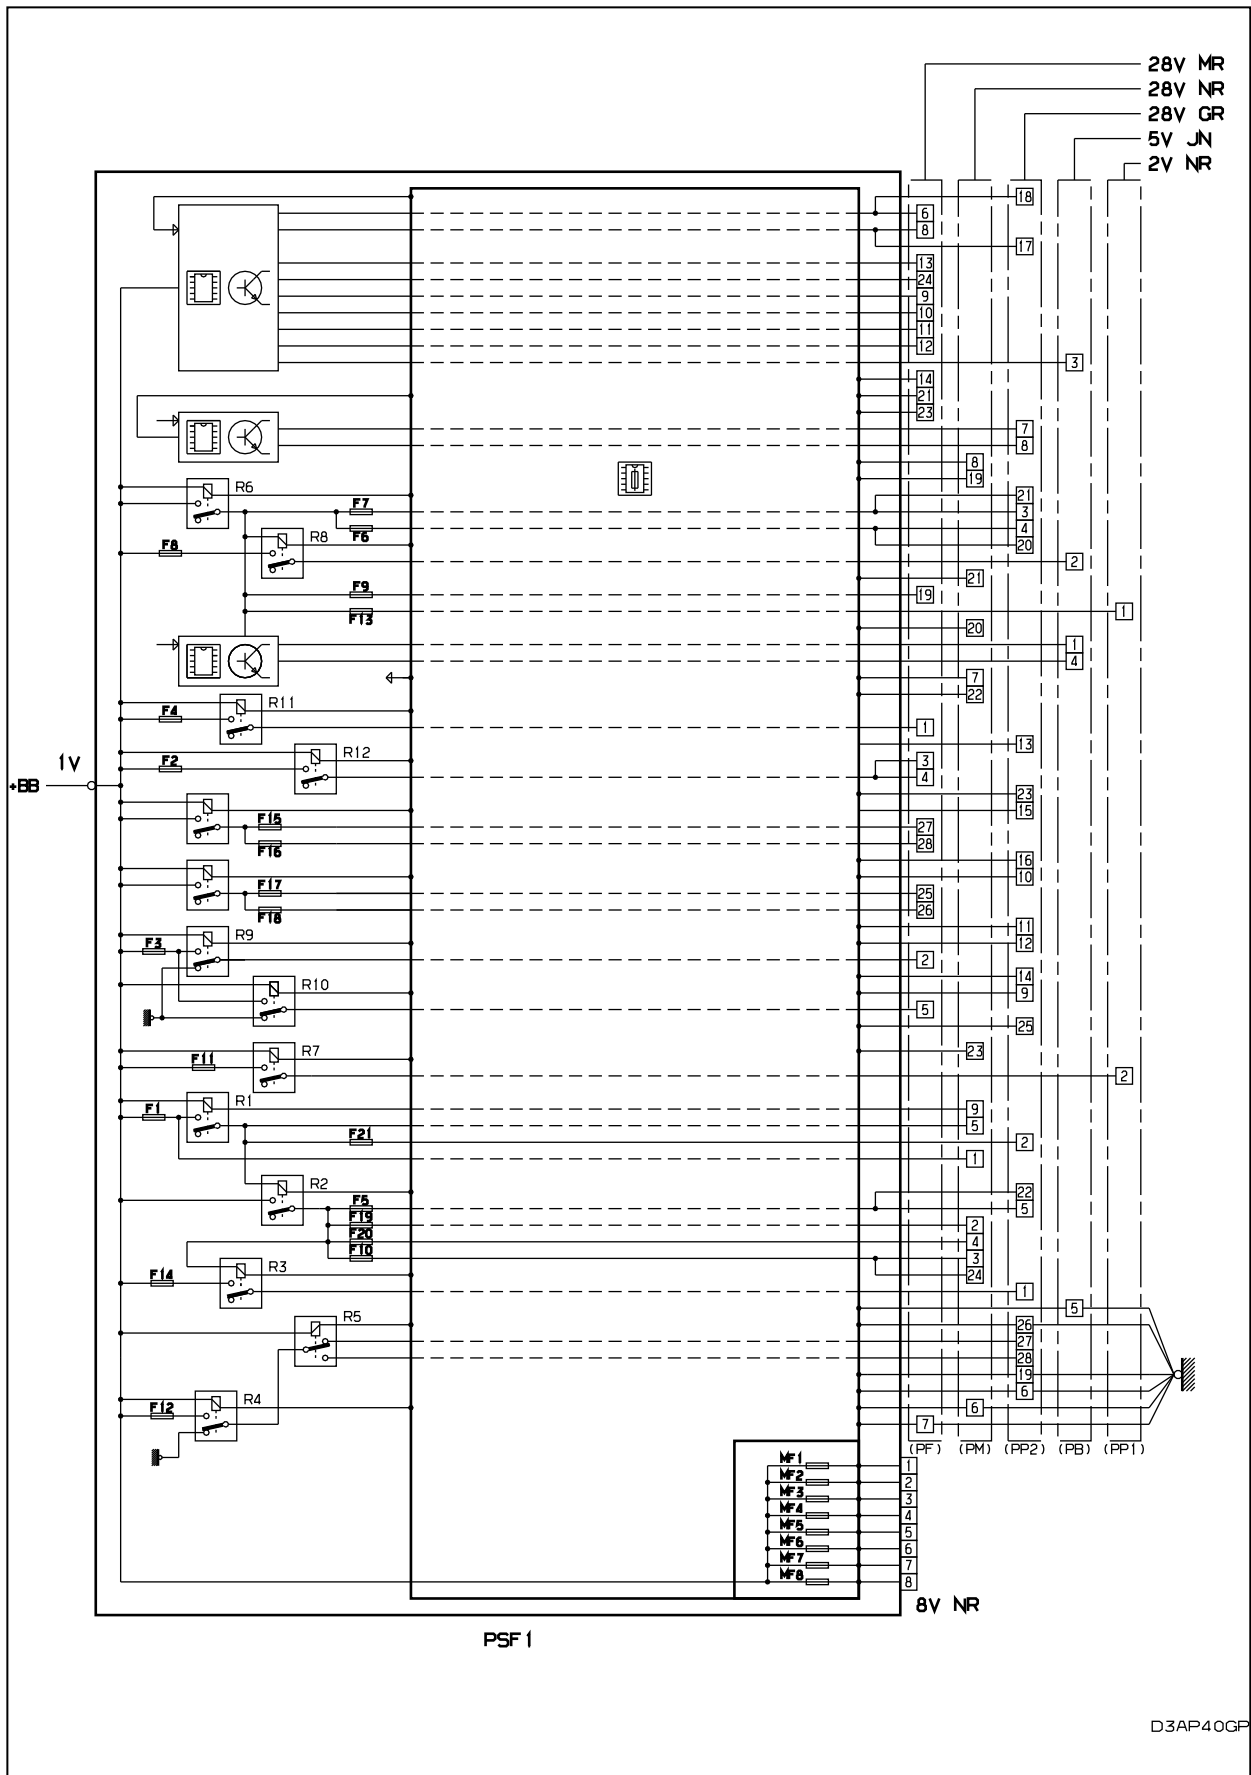 28V MR
28V NR
28V GR
5V JN
2V NR
18
6
8
17
13
24
9
10
11
12
3
14
21
23
7
8
8
19
R6
F7
21
3
R8
F6
4
F8
20
2
21
F9
19
F13
1
20
1
4
7
22
R11
F4
1
13
R12
1V
F2
3
+BB
4
23
15
F15
27
F16
28
16
10
F17
25
F18
26
11
R9
F3
12
2
14
R10
9
5
25
R7
F11
23
2
R1
F1
9
5
F21
2
1
R2
22
F5
5
F19
2
F20
4
F10
3
R3
F14
24
1
5
R5
26
27
28
19
6
R4
F12
6
7
(PF) (PM) (PP2) (PB) (PP1)
MF1 1
MF2 2
MF3 3
MF4 4
MF5 5
MF6 6
MF7 7
MF8 8
8V NR
PSF1
D3AP40GP